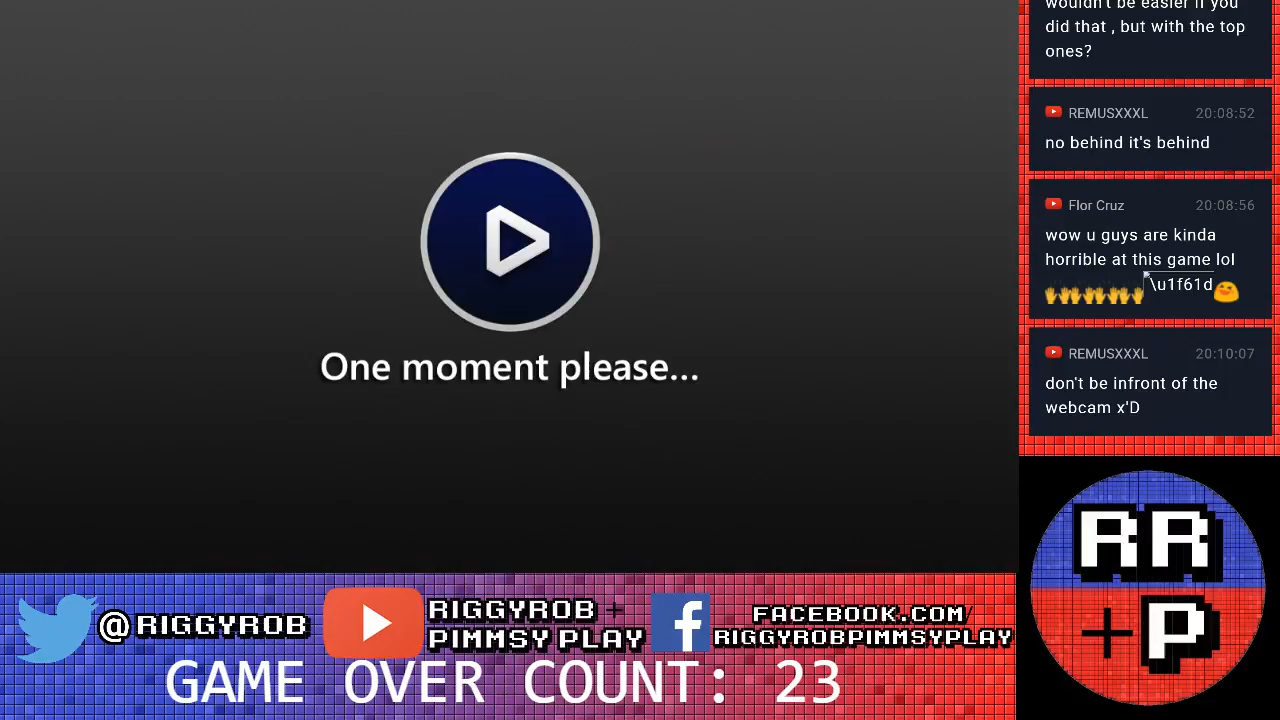 One moment please...
wouldn't be easier if you
did that , but with the top
ones?
REMUSXXXL 20:08:52
no behind it's behind
Flor Cruz 20:08:56
wow u guys are kinda
horrible at this game lol
🙌🙌🙌🙌🙌\u1f61d😆
REMUSXXXL 20:10:07
don't be infront of the
webcam x'D
@RIGGYROB
RIGGYROB +
PIMMSY PLAY
FACEBOOK.COM/
RIGGYROBPIMMSYPLAY
GAME OVER COUNT: 23
RR
+P